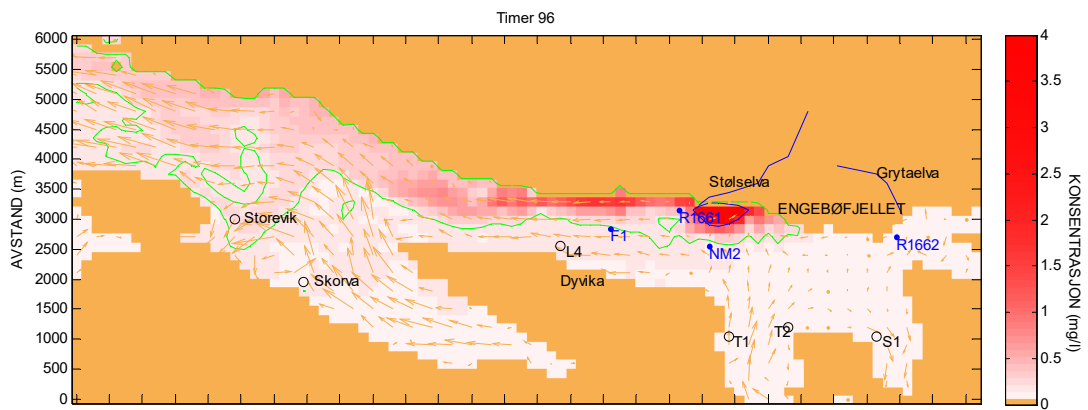 Timer 96
6000
5500
5000
4500
4000
3500
3000
2500
2000
1500
1000
500
0
AVSTAND (m)
Stølselva
Grytaelva
ENGEBØFJELLET
R1661
Storevik
F1
R1662
L4
NM2
Skorva
Dyvika
T2
T1
S1
4
3.5
3
2.5
2
1.5
1
0.5
0
KONSENTRASJON (mg/l)